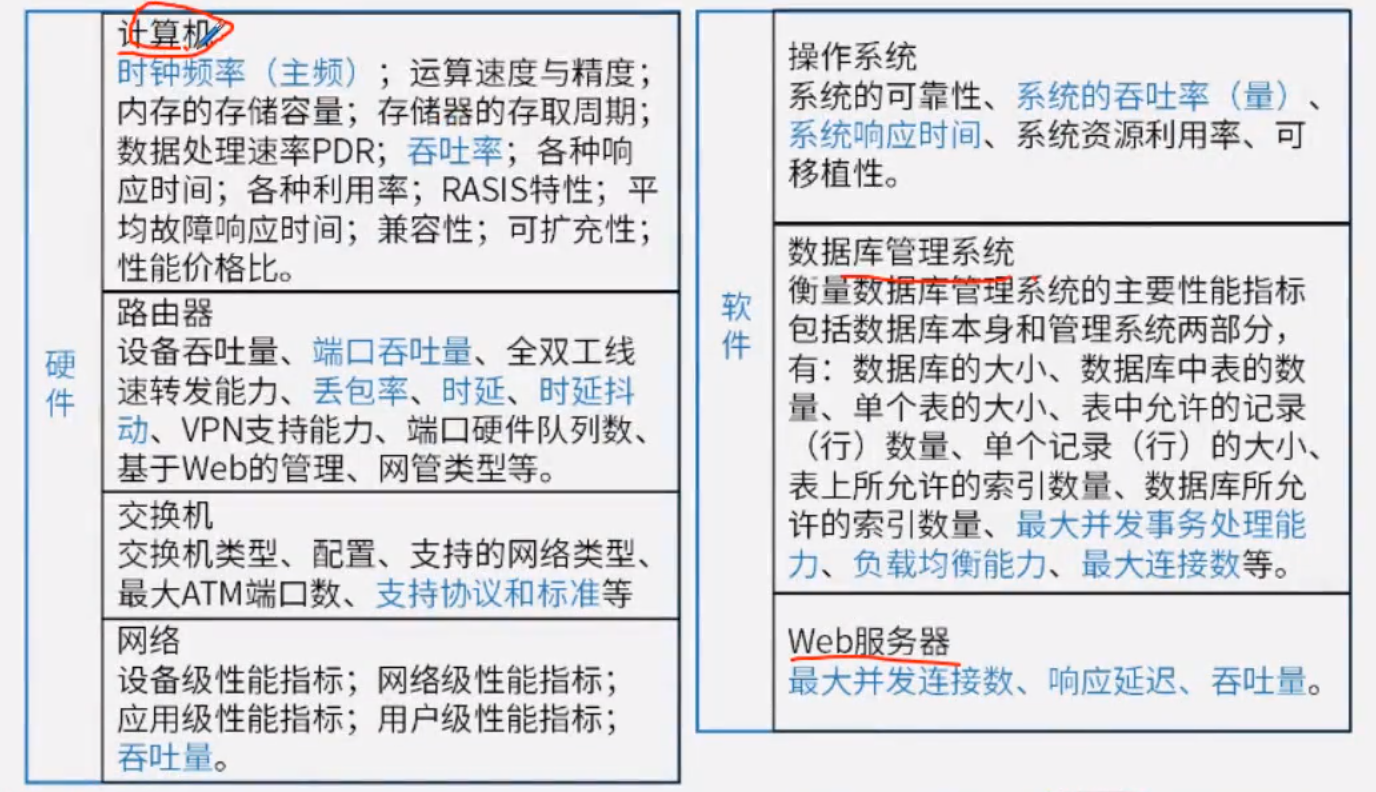 硬
件
计算机
时钟频率（主频）；运算速度与精度；
内存的存储容量；存储器的存取周期；
数据处理速率PDR；吞吐率；各种响
应时间；各种利用率；RASIS特性；平
均故障响应时间；兼容性；可扩充性；
性能价格比。
路由器
设备吞吐量、端口吞吐量、全双工线
速转发能力、丢包率、时延、时延抖
动、VPN支持能力、端口硬件队列数、
基于Web的管理、网管类型等。
交换机
交换机类型、配置、支持的网络类型、
最大ATM端口数、支持协议和标准等
网络
设备级性能指标；网络级性能指标；
应用级性能指标；用户级性能指标；
吞吐量。
软
件
操作系统
系统的可靠性、系统的吞吐率（量）、
系统响应时间、系统资源利用率、可
移植性。
数据库管理系统
衡量数据库管理系统的主要性能指标
包括数据库本身和管理系统两部分，
有：数据库的大小、数据库中表的数
量、单个表的大小、表中允许的记录
（行）数量、单个记录（行）的大小、
表上所允许的索引数量、数据库所允
许的索引数量、最大并发事务处理能
力、负载均衡能力、最大连接数等。
Web服务器
最大并发连接数、响应延迟、吞吐量。